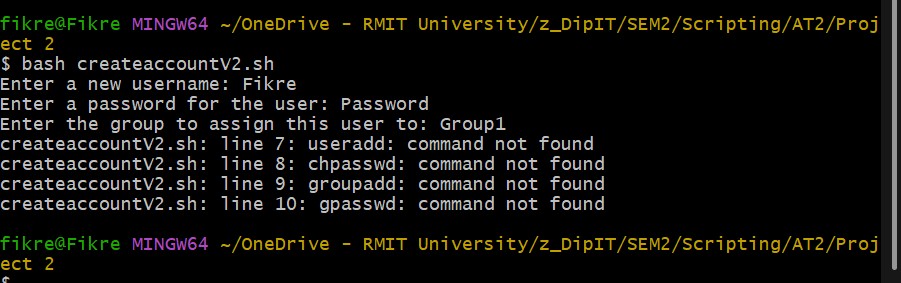 fikre@Fikre MINGW64 ~/OneDrive - RMIT University/z_DipIT/SEM2/Scripting/AT2/Proj
ect 2
$ bash createaccountV2.sh
Enter a new username: Fikre
Enter a password for the user: Password
Enter the group to assign this user to: Group1
createaccountV2.sh: line 7: useradd: command not found
createaccountV2.sh: line 8: chpasswd: command not found
createaccountV2.sh: line 9: groupadd: command not found
createaccountV2.sh: line 10: gpasswd: command not found
fikre@Fikre MINGW64 ~/OneDrive - RMIT University/z_DipIT/SEM2/Scripting/AT2/Proj
ect 2
$